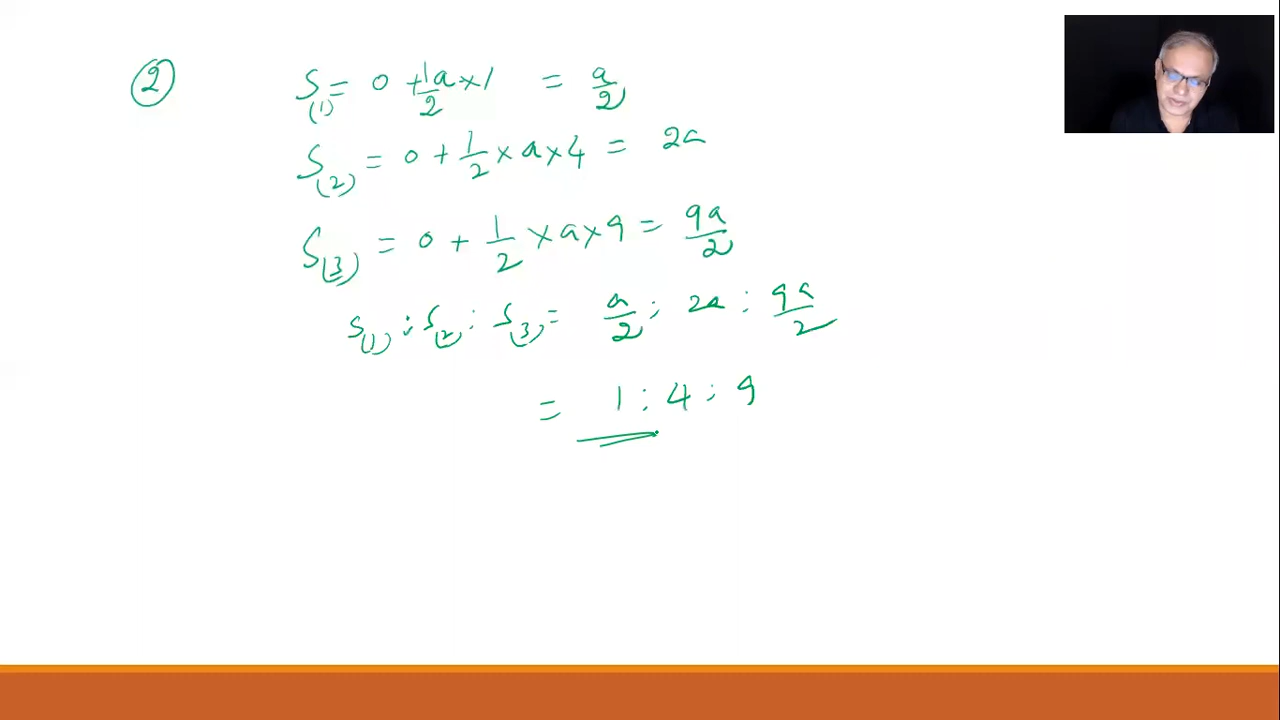 ②
S(1) = 0 + 1/2 a × 1 = a/2
S(2) = 0 + 1/2 × a × 4 = 2a
S(3) = 0 + 1/2 × a × 9 = 9a/2
S(1) : S(2) : S(3) = a/2 : 2a : 9a/2
= 1 : 4 : 9